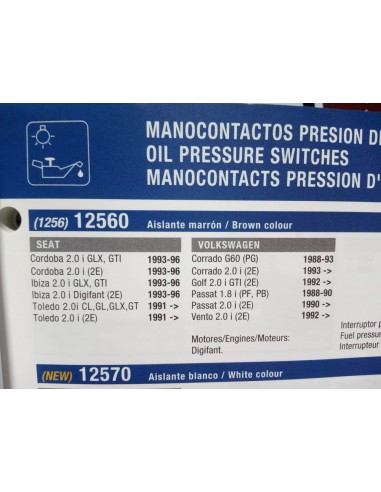 MANOCONTACTOS PRESION DE
OIL PRESSURE SWITCHES
MANOCONTACTS PRESSION D'
(1256) 12560 Aislante marrón / Brown colour
SEAT
Cordoba 2.0 i GLX, GTI 1993-96
Cordoba 2.0 i (2E) 1993-96
Ibiza 2.0 i GLX, GTI 1993-96
Ibiza 2.0 i Digifant (2E) 1993-96
Toledo 2.0i CL,GL,GLX,GT 1991 ->
Toledo 2.0 i (2E) 1991 ->
VOLKSWAGEN
Corrado G60 (PG) 1988-93
Corrado 2.0 i (2E) 1993 ->
Golf 2.0 i GTI (2E) 1992 ->
Passat 1.8 i (PF, PB) 1988-90
Passat 2.0 i (2E) 1990 ->
Vento 2.0 i (2E) 1992 ->
Motores/Engines/Moteurs:
Digifant.
Interruptor
Fuel pressur
Interrupteur
(NEW) 12570 Aislante blanco / White colour